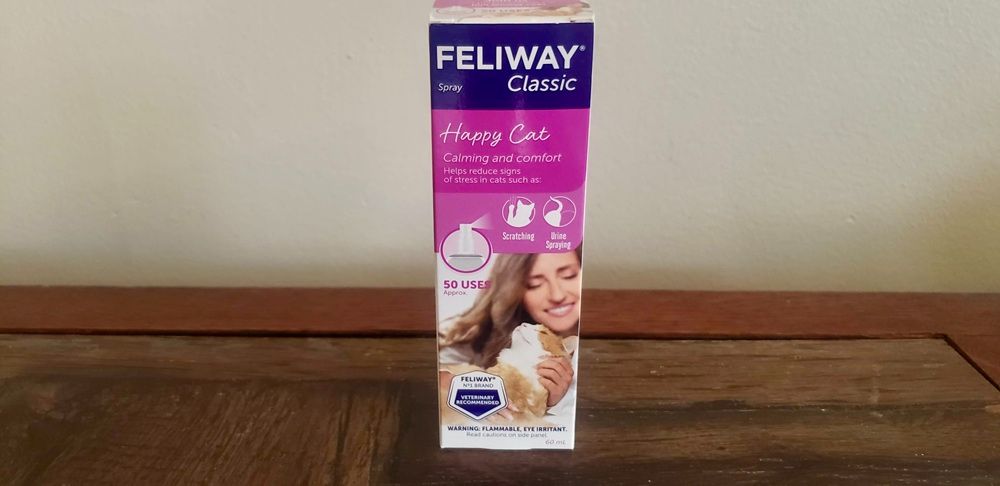 FELIWAY®
Spray
Classic
Happy Cat
Calming and comfort
Helps reduce signs
of stress in cats such as:
Scratching
Urine
Spraying
50 USES
Approx.
FELIWAY®
Nº1 BRAND
VETERINARY
RECOMMENDED
WARNING: FLAMMABLE, EYE IRRITANT.
Read cautions on side panel.
60 mL